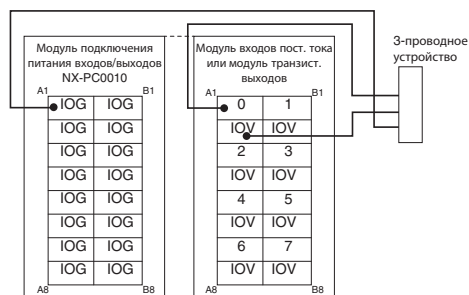 Модуль подключения
питания входов/выходов
NX-PC0010
A1 B1
IOG IOG
IOG IOG
IOG IOG
IOG IOG
IOG IOG
IOG IOG
IOG IOG
IOG IOG
A8 B8
Модуль входов пост. тока
или модуль транзист.
выходов
A1 B1
0 1
IOV IOV
2 3
IOV IOV
4 5
IOV IOV
6 7
IOV IOV
A8 B8
3-проводное
устройство